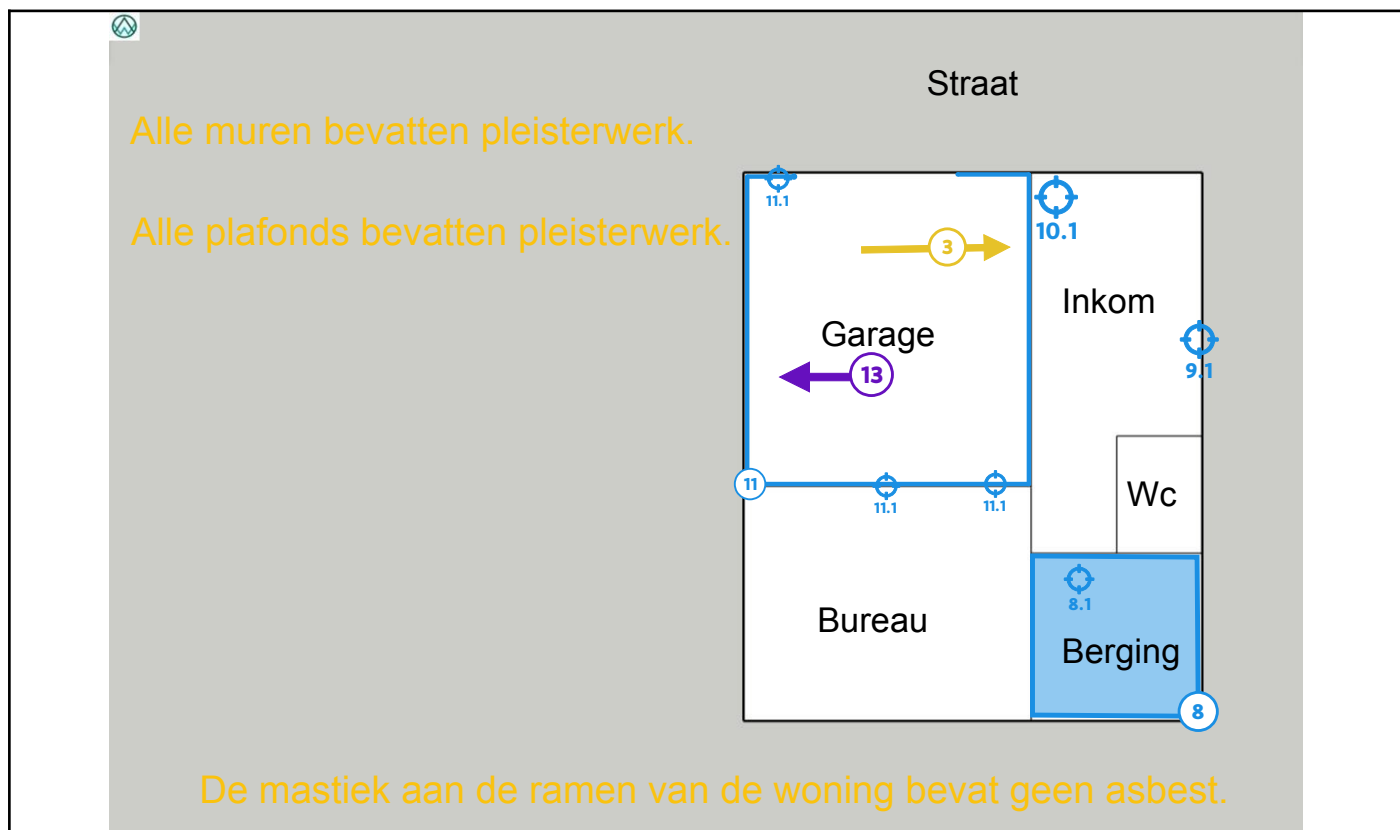 Straat
Alle muren bevatten pleisterwerk.
11.1
10.1
Alle plafonds bevatten pleisterwerk.
3
Inkom
Garage
9.1
13
11
11.1
11.1
Wc
8.1
Bureau
Berging
8
De mastiek aan de ramen van de woning bevat geen asbest.